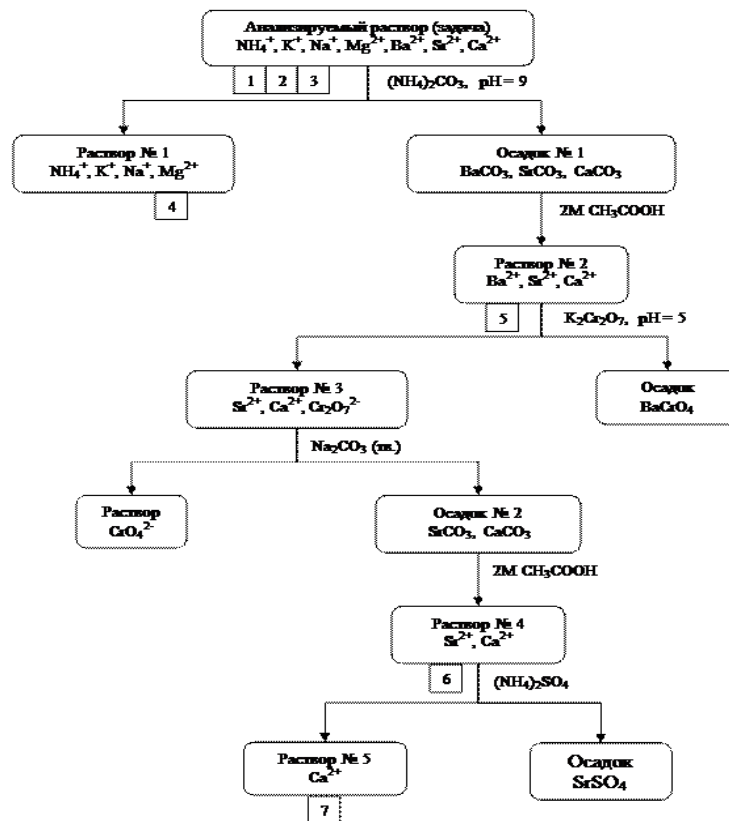 Анализируемый раствор (задача)
NH₄⁺, K⁺, Na⁺, Mg²⁺, Ba²⁺, Sr²⁺, Ca²⁺
1 2 3
(NH₄)₂CO₃, pH = 9
Раствор № 1
NH₄⁺, K⁺, Na⁺, Mg²⁺
4
Осадок № 1
BaCO₃, SrCO₃, CaCO₃
2M CH₃COOH
Раствор № 2
Ba²⁺, Sr²⁺, Ca²⁺
5
K₂Cr₂O₇, pH = 5
Раствор № 3
Sr²⁺, Ca²⁺, Cr₂O₇²⁻
Осадок
BaCrO₄
Na₂CO₃ (тв.)
Раствор
CrO₄²⁻
Осадок № 2
SrCO₃, CaCO₃
2M CH₃COOH
Раствор № 4
Sr²⁺, Ca²⁺
6
(NH₄)₂SO₄
Раствор № 5
Ca²⁺
7
Осадок
SrSO₄